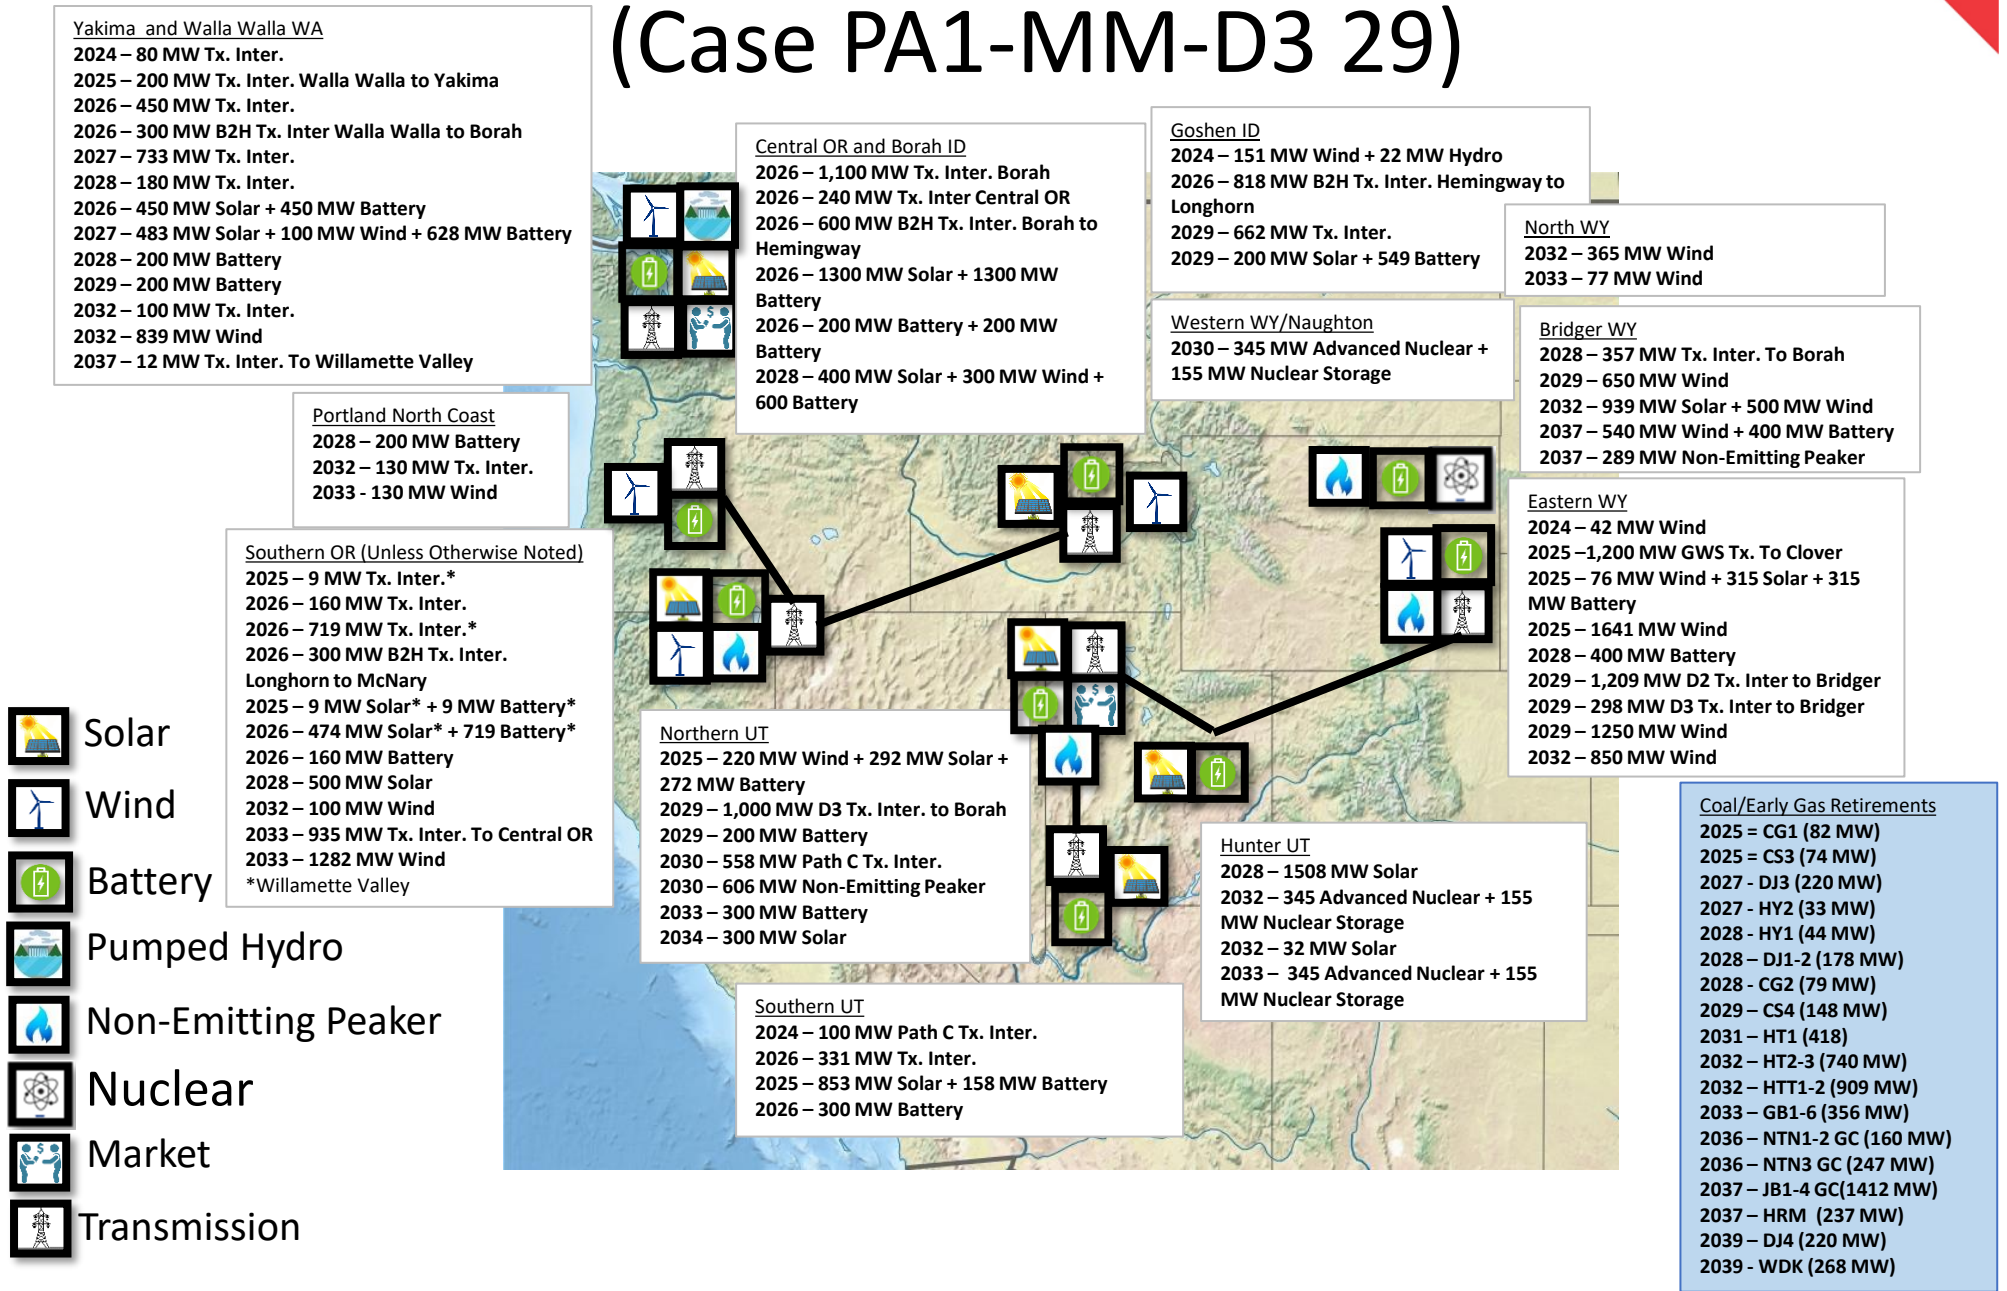 (Case PA1-MM-D3 29)
Yakima  and Walla Walla WA
2024 – 80 MW Tx. Inter.
2025 – 200 MW Tx. Inter. Walla Walla to Yakima
2026 – 450 MW Tx. Inter.
2026 – 300 MW B2H Tx. Inter Walla Walla to Borah
2027 – 733 MW Tx. Inter.
2028 – 180 MW Tx. Inter.
2026 – 450 MW Solar + 450 MW Battery
2027 – 483 MW Solar + 100 MW Wind + 628 MW Battery
2028 – 200 MW Battery
2029 – 200 MW Battery
2032 – 100 MW Tx. Inter.
2032 – 839 MW Wind
2037 – 12 MW Tx. Inter. To Willamette Valley
Central OR and Borah ID
2026 – 1,100 MW Tx. Inter. Borah
2026 – 240 MW Tx. Inter Central OR
2026 – 600 MW B2H Tx. Inter. Borah to
Hemingway
2026 – 1300 MW Solar + 1300 MW
Battery
2026 – 200 MW Battery + 200 MW
Battery
2028 – 400 MW Solar + 300 MW Wind +
600 Battery
Goshen ID
2024 – 151 MW Wind + 22 MW Hydro
2026 – 818 MW B2H Tx. Inter. Hemingway to
Longhorn
2029 – 662 MW Tx. Inter.
2029 – 200 MW Solar + 549 Battery
North WY
2032 – 365 MW Wind
2033 – 77 MW Wind
Western WY/Naughton
2030 – 345 MW Advanced Nuclear +
155 MW Nuclear Storage
Bridger WY
2028 – 357 MW Tx. Inter. To Borah
2029 – 650 MW Wind
2032 – 939 MW Solar + 500 MW Wind
2037 – 540 MW Wind + 400 MW Battery
2037 – 289 MW Non-Emitting Peaker
Portland North Coast
2028 – 200 MW Battery
2032 – 130 MW Tx. Inter.
2033 - 130 MW Wind
Eastern WY
2024 – 42 MW Wind
2025 –1,200 MW GWS Tx. To Clover
2025 – 76 MW Wind + 315 Solar + 315
MW Battery
2025 – 1641 MW Wind
2028 – 400 MW Battery
2029 – 1,209 MW D2 Tx. Inter to Bridger
2029 – 298 MW D3 Tx. Inter to Bridger
2029 – 1250 MW Wind
2032 – 850 MW Wind
Southern OR (Unless Otherwise Noted)
2025 – 9 MW Tx. Inter.*
2026 – 160 MW Tx. Inter.
2026 – 719 MW Tx. Inter.*
2026 – 300 MW B2H Tx. Inter.
Longhorn to McNary
2025 – 9 MW Solar* + 9 MW Battery*
2026 – 474 MW Solar* + 719 Battery*
2026 – 160 MW Battery
2028 – 500 MW Solar
2032 – 100 MW Wind
2033 – 935 MW Tx. Inter. To Central OR
2033 – 1282 MW Wind
*Willamette Valley
Northern UT
2025 – 220 MW Wind + 292 MW Solar +
272 MW Battery
2029 – 1,000 MW D3 Tx. Inter. to Borah
2029 – 200 MW Battery
2030 – 558 MW Path C Tx. Inter.
2030 – 606 MW Non-Emitting Peaker
2033 – 300 MW Battery
2034 – 300 MW Solar
Hunter UT
2028 – 1508 MW Solar
2032 – 345 Advanced Nuclear + 155
MW Nuclear Storage
2032 – 32 MW Solar
2033 –  345 Advanced Nuclear + 155
MW Nuclear Storage
Southern UT
2024 – 100 MW Path C Tx. Inter.
2026 – 331 MW Tx. Inter.
2025 – 853 MW Solar + 158 MW Battery
2026 – 300 MW Battery
Coal/Early Gas Retirements
2025 = CG1 (82 MW)
2025 = CS3 (74 MW)
2027 - DJ3 (220 MW)
2027 - HY2 (33 MW)
2028 - HY1 (44 MW)
2028 – DJ1-2 (178 MW)
2028 - CG2 (79 MW)
2029 – CS4 (148 MW)
2031 – HT1 (418)
2032 – HT2-3 (740 MW)
2032 – HTT1-2 (909 MW)
2033 – GB1-6 (356 MW)
2036 – NTN1-2 GC (160 MW)
2036 – NTN3 GC (247 MW)
2037 – JB1-4 GC(1412 MW)
2037 – HRM  (237 MW)
2039 – DJ4 (220 MW)
2039 - WDK (268 MW)
Solar
Wind
Battery
Pumped Hydro
Non-Emitting Peaker
Nuclear
Market
Transmission